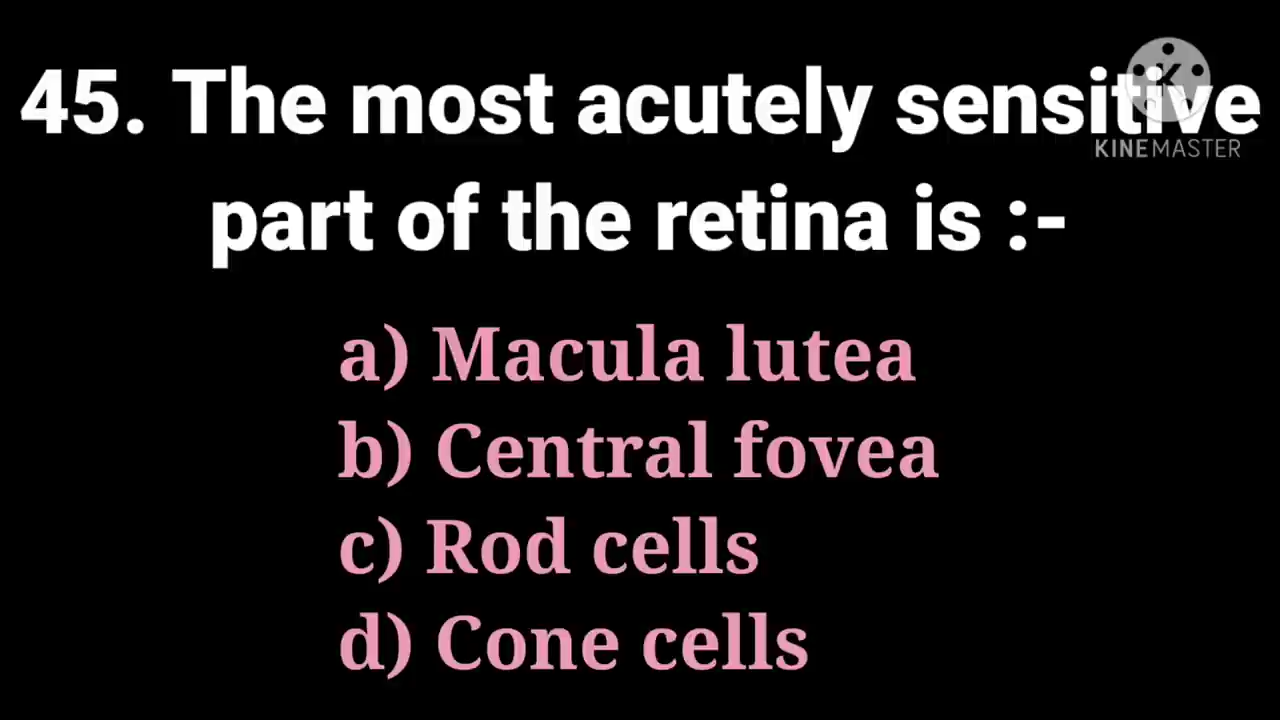 45. The most acutely sensitive
KINEMASTER
part of the retina is :-
a) Macula lutea
b) Central fovea
c) Rod cells
d) Cone cells